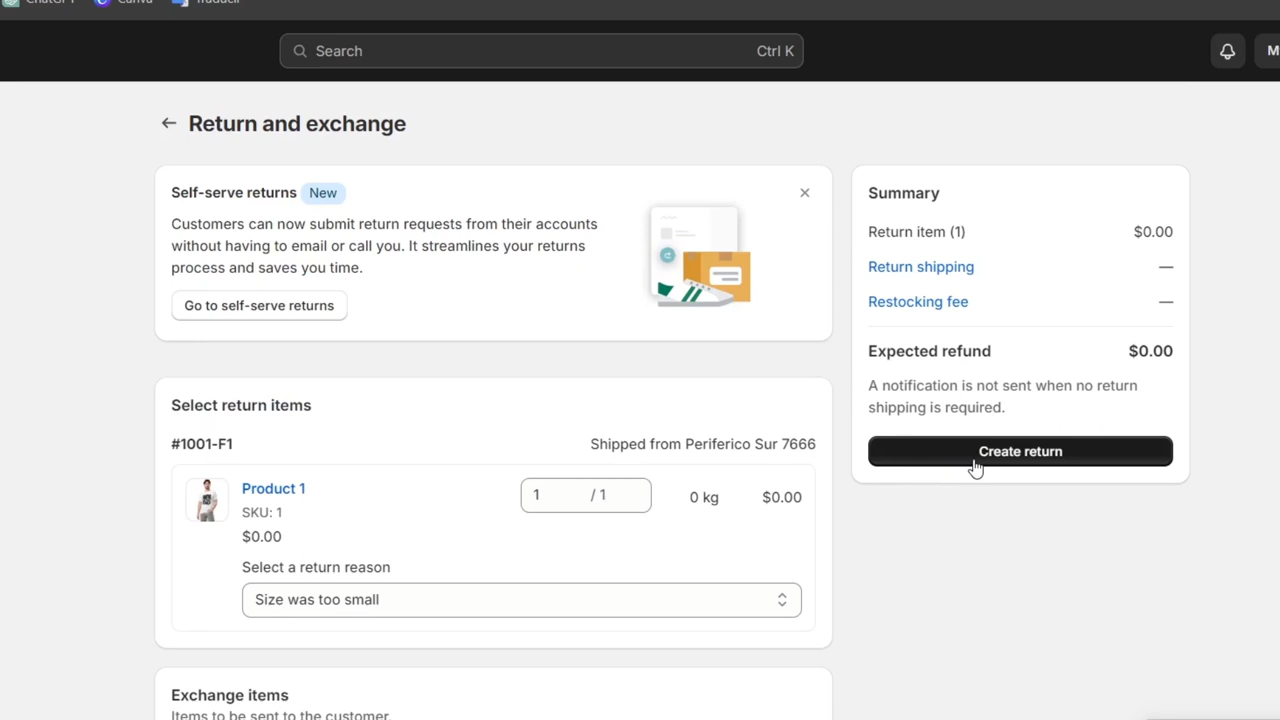 Search Ctrl K
M
Return and exchange
Self-serve returns New
Customers can now submit return requests from their accounts
without having to email or call you. It streamlines your returns
process and saves you time.
Go to self-serve returns
Summary
Return item (1) $0.00
Return shipping —
Restocking fee —
Expected refund $0.00
A notification is not sent when no return
shipping is required.
Create return
Select return items
#1001-F1 Shipped from Periferico Sur 7666
Product 1 1 / 1 0 kg $0.00
SKU: 1
$0.00
Select a return reason
Size was too small
Exchange items
Items to be sent to the customer.